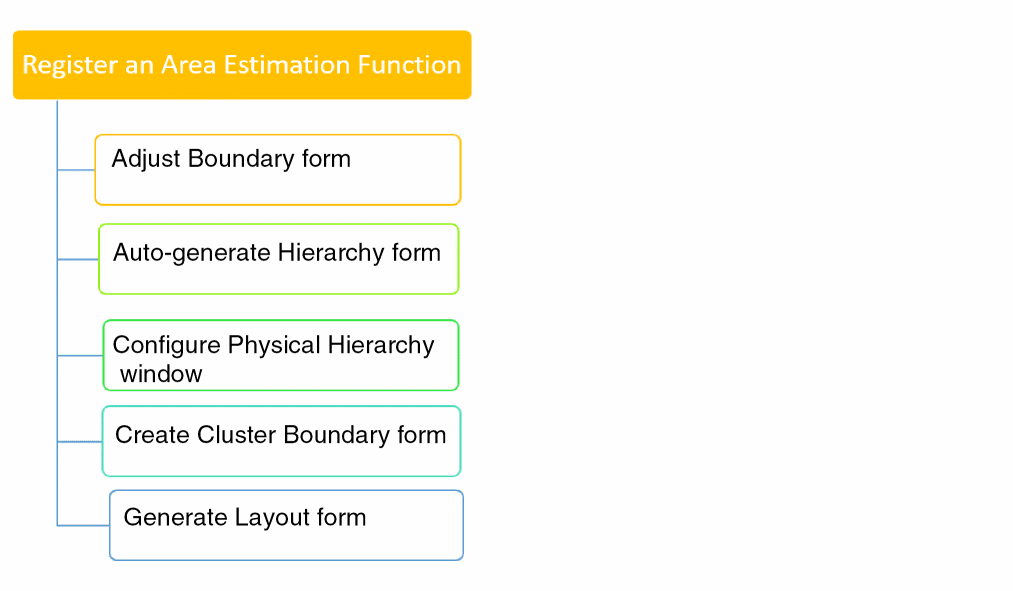 Register an Area Estimation Function
Adjust Boundary form
Auto-generate Hierarchy form
Configure Physical Hierarchy
window
Create Cluster Boundary form
Generate Layout form